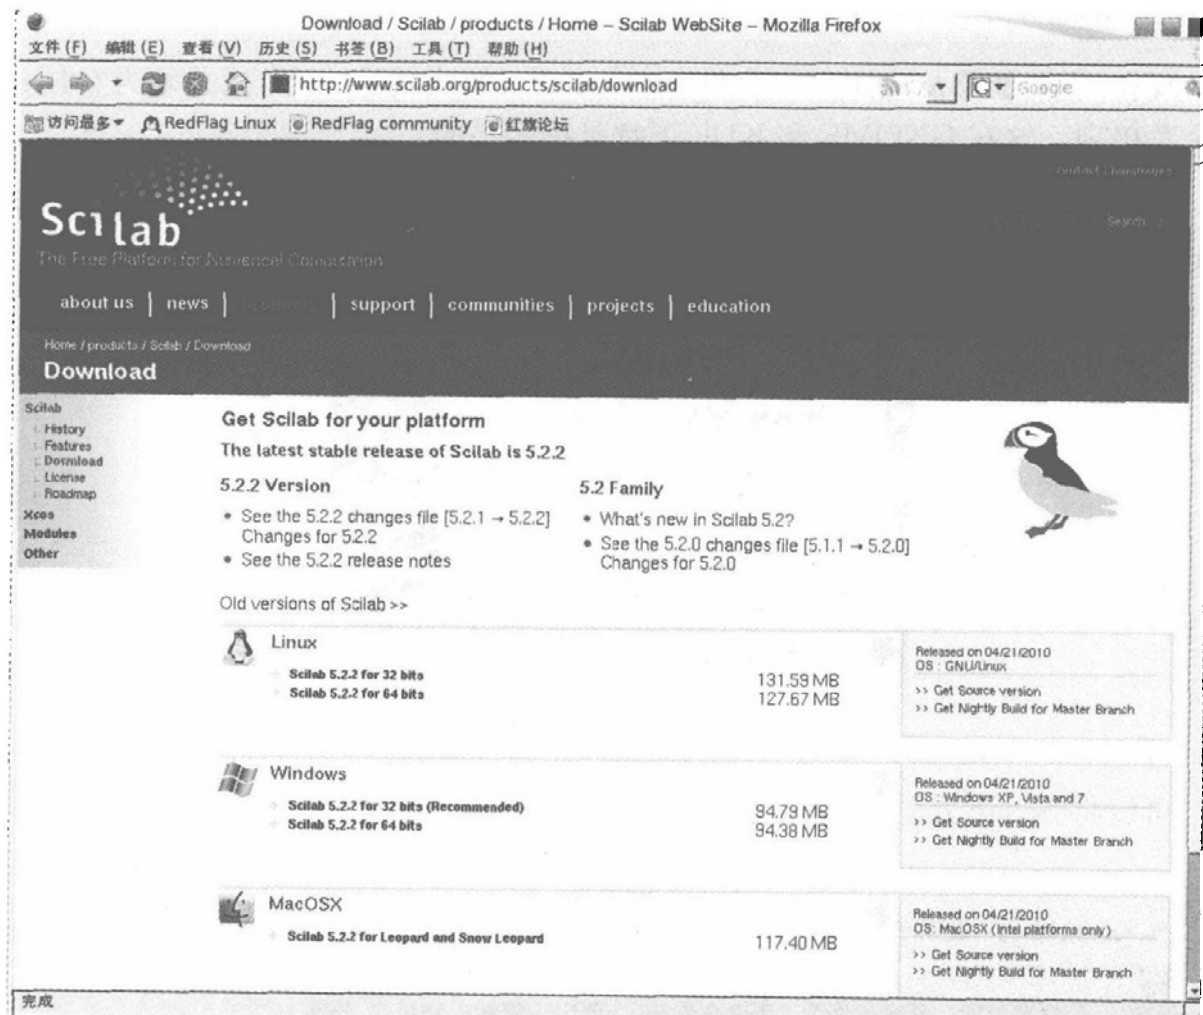 Download / Scilab / products / Home – Scilab WebSite – Mozilla Firefox
文件(F) 编辑(E) 查看(V) 历史(S) 书签(B) 工具(T) 帮助(H)
http://www.scilab.org/products/scilab/download
Google
访问最多 RedFlag Linux RedFlag community 红旗论坛
Scilab
Search
The Free Platform for Numerical Computation
about us | news | | support | communities | projects | education
Home / products / Scilab / Download
Download
Scilab
History
Features
Download
License
Roadmap
Xcos
Modules
Other
Get Scilab for your platform
The latest stable release of Scilab is 5.2.2
5.2.2 Version
• See the 5.2.2 changes file [5.2.1 → 5.2.2]
Changes for 5.2.2
• See the 5.2.2 release notes
5.2 Family
• What's new in Scilab 5.2?
• See the 5.2.0 changes file [5.1.1 → 5.2.0]
Changes for 5.2.0
Old versions of Scilab >>
Linux
Scilab 5.2.2 for 32 bits 131.59 MB
Scilab 5.2.2 for 64 bits 127.67 MB
Released on 04/21/2010
OS : GNU/Linux
>> Get Source version
>> Get Nightly Build for Master Branch
Windows
Scilab 5.2.2 for 32 bits (Recommended) 94.79 MB
Scilab 5.2.2 for 64 bits 94.38 MB
Released on 04/21/2010
OS : Windows XP, Vista and 7
>> Get Source version
>> Get Nightly Build for Master Branch
MacOSX
Scilab 5.2.2 for Leopard and Snow Leopard 117.40 MB
Released on 04/21/2010
OS: MacOSX (Intel platforms only)
>> Get Source version
>> Get Nightly Build for Master Branch
完成